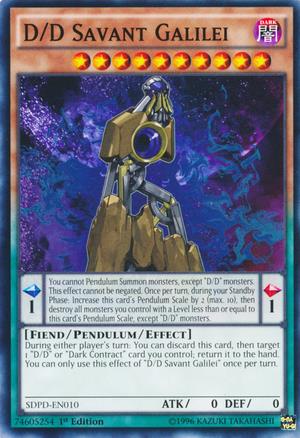 D/D Savant Galilei
DARK
闇
You cannot Pendulum Summon monsters, except "D/D" monsters.
This effect cannot be negated. Once per turn, during your Standby
Phase: Increase this card's Pendulum Scale by 2 (max. 10), then
destroy all monsters you control with a Level less than or equal to
this card's Pendulum Scale, except "D/D" monsters.
1
1
[FIEND/PENDULUM/EFFECT]
During either player's turn: You can discard this card, then target
1 "D/D" or "Dark Contract" card you control; return it to the hand.
You can only use this effect of "D/D Savant Galilei" once per turn.
SDPD-EN010
ATK/ 0 DEF/ 0
74605254 1st Edition
©1996 KAZUKI TAKAHASHI